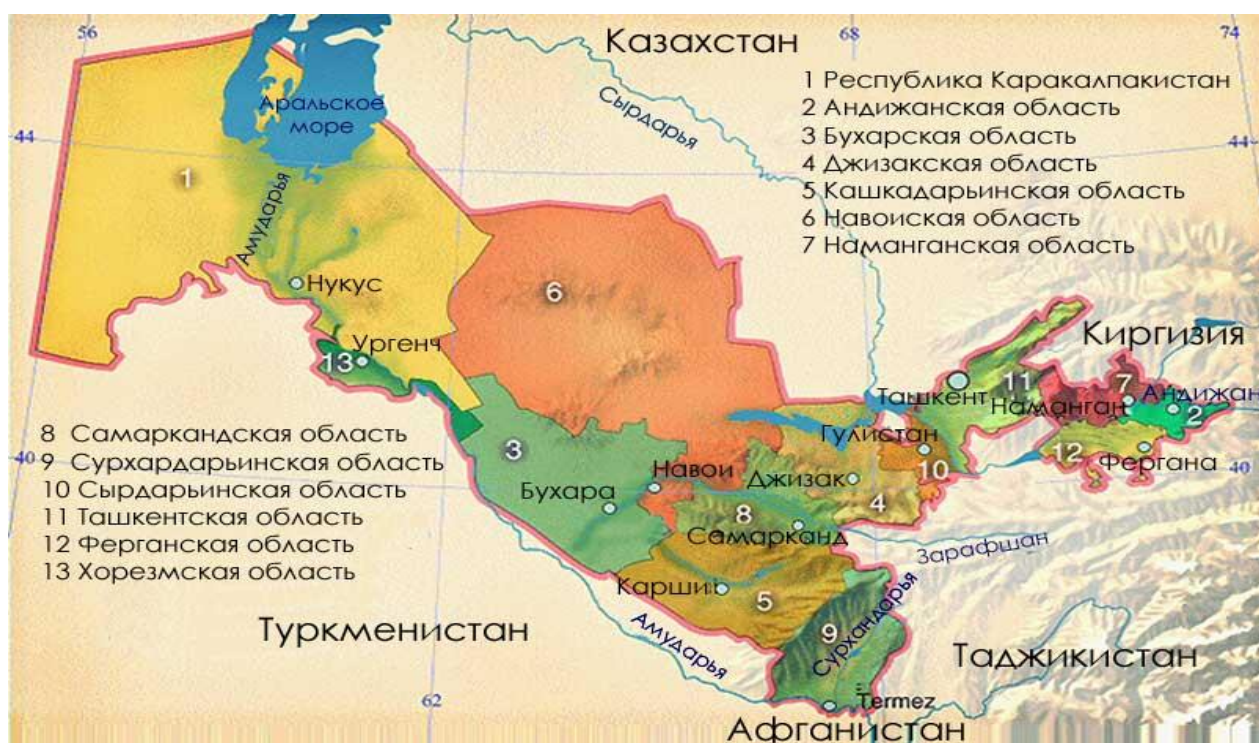 56
68
74
Казахстан
1 Республика Каракалпакистан
2 Андижанская область
3 Бухарская область
4 Джизакская область
5 Кашкадарьинская область
6 Навоиская область
7 Наманганская область
Сырдарья
Аральское
море
44
44
1
Амударья
Нукус
6
Киргизия
13
Ургенч
Ташкент
11
Наманган
7
Андижан
2
8 Самаркандская область
9 Сурхардарьинская область
10 Сырдарьинская область
11 Ташкентская область
12 Ферганская область
13 Хорезмская область
40
3
Гулистан
10
12
Фергана
40
Навои
Бухара
Джизак
4
8
Самарканд
Зарафшан
Карши
5
9
Сурхандарья
Туркменистан
Амударья
Таджикистан
62
Termez
Афганистан